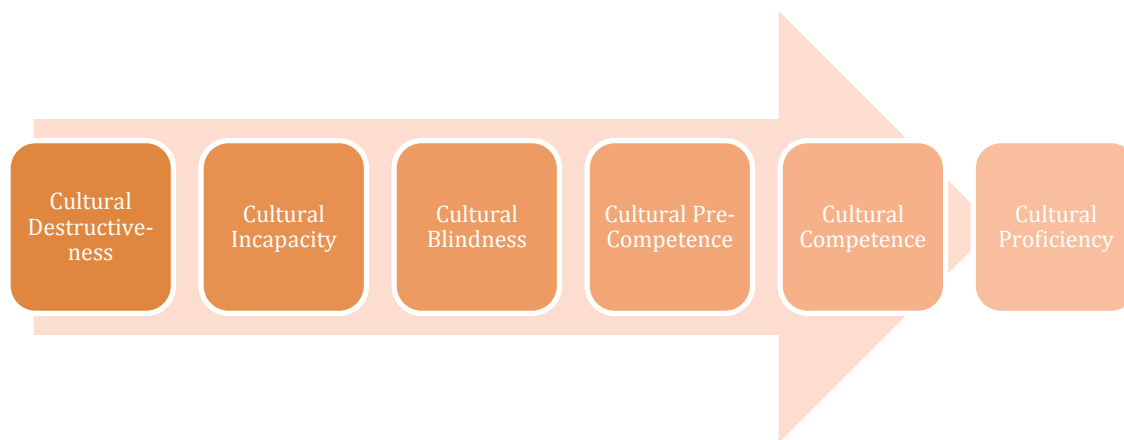 Cultural
Destructive-
ness
Cultural
Incapacity
Cultural
Blindness
Cultural Pre-
Competence
Cultural
Competence
Cultural
Proficiency